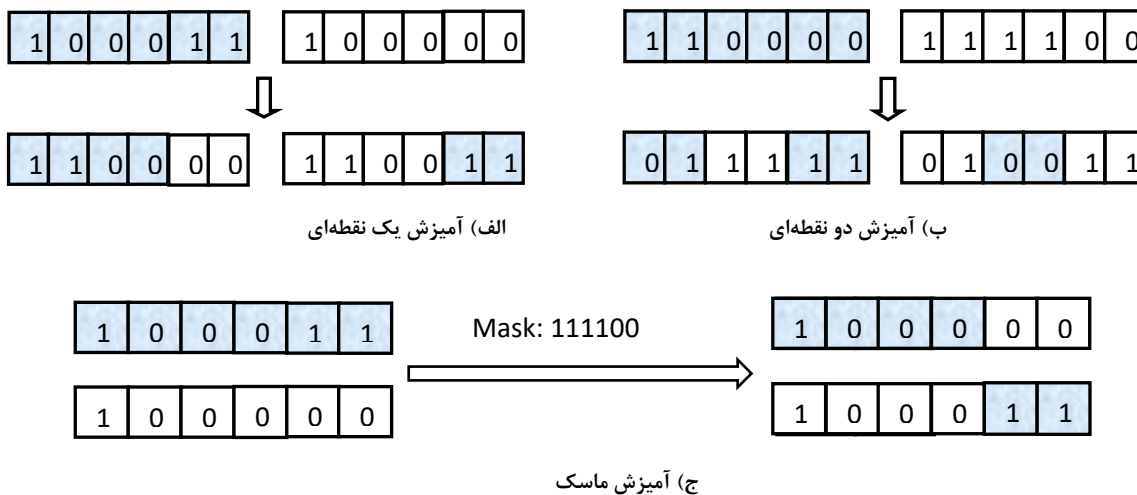 1 0 0 0 1 1 1 0 0 0 0 0 1 1 0 0 0 0 1 1 1 1 0 0
1 1 0 0 0 0 1 1 0 0 1 1 0 1 1 1 1 1 0 1 0 0 1 1
الف) آمیزش یک نقطه‌ای
ب) آمیزش دو نقطه‌ای
1 0 0 0 1 1
Mask: 111100
1 0 0 0 0 0
1 0 0 0 0 0
1 0 0 0 1 1
ج) آمیزش ماسک